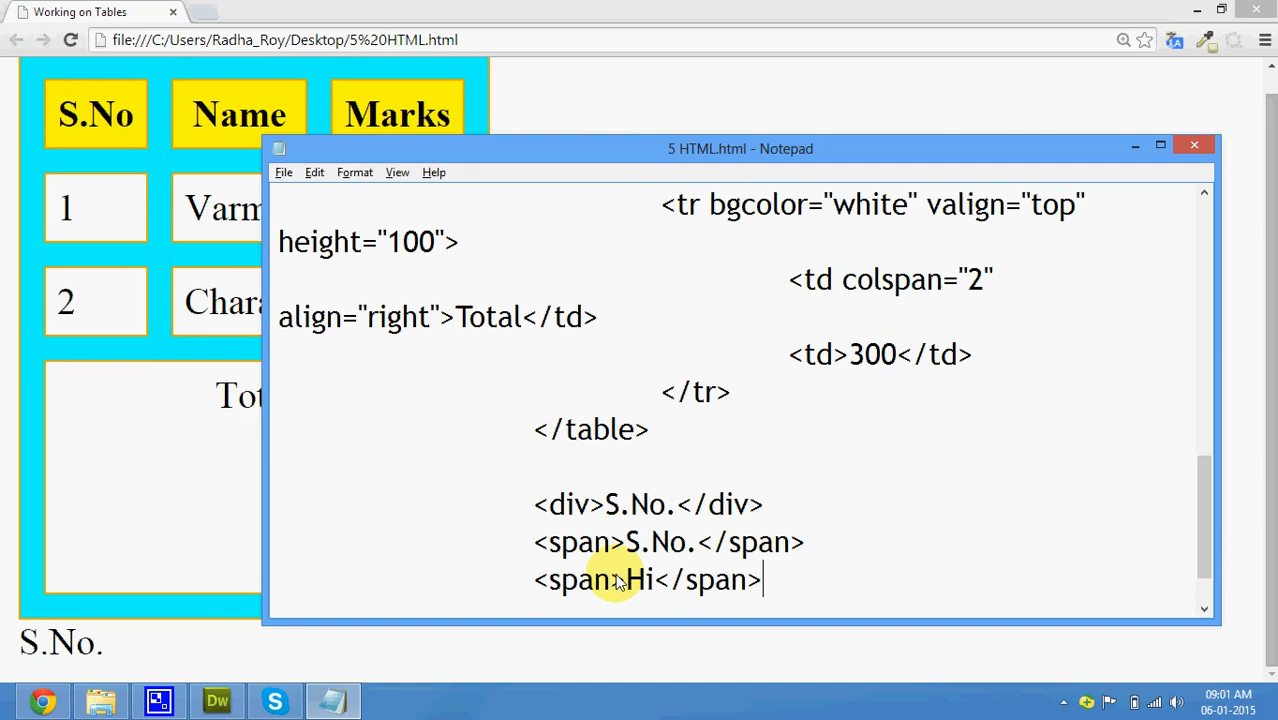 Working on Tables
file:///C:/Users/Radha_Roy/Desktop/5%20HTML.html
S.No Name Marks
5 HTML.html - Notepad
File Edit Format View Help
1 Varm
2 Chara
Tot
<tr bgcolor="white" valign="top"
height="100">
<td colspan="2"
align="right">Total</td>
<td>300</td>
</tr>
</table>
<div>S.No.</div>
<span>S.No.</span>
<span>Hi</span>
S.No.
Dw
09:01 AM
06-01-2015